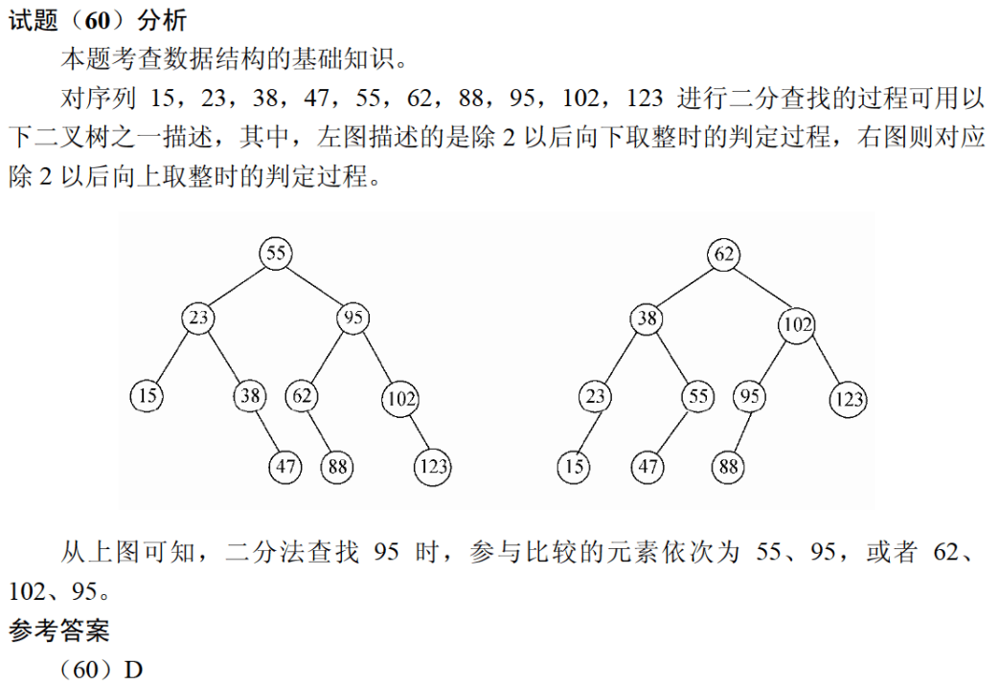 试题（60）分析
本题考查数据结构的基础知识。
对序列 15，23，38，47，55，62，88，95，102，123 进行二分查找的过程可用以
下二叉树之一描述，其中，左图描述的是除 2 以后向下取整时的判定过程，右图则对应
除 2 以后向上取整时的判定过程。
55 62
23 95 38 102
15 38 62 102 23 55 95 123
47 88 123 15 47 88
从上图可知，二分法查找 95 时，参与比较的元素依次为 55、95，或者 62、
102、95。
参考答案
（60）D